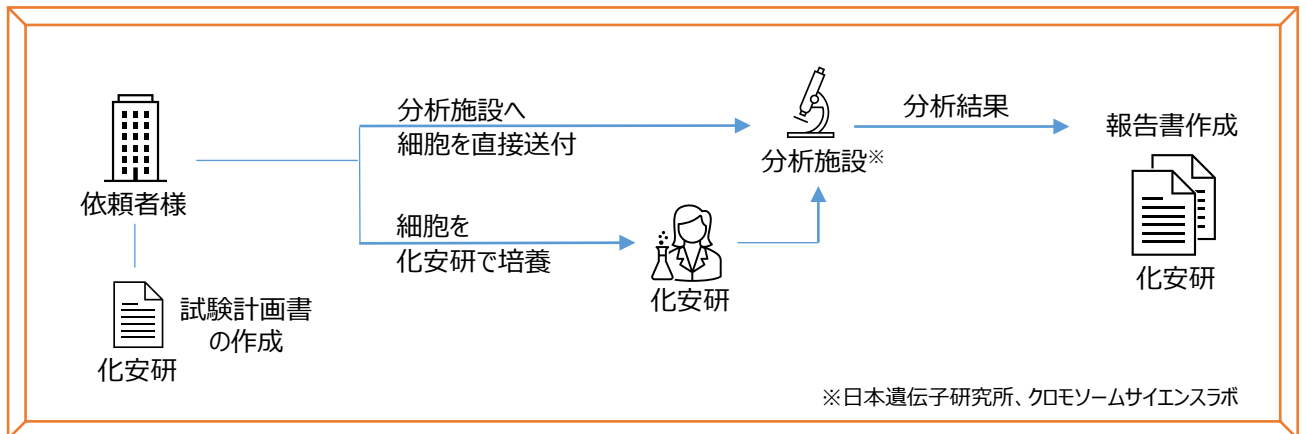 依頼者様
試験計画書
の作成
化安研
分析施設へ
細胞を直接送付
細胞を
化安研で培養
化安研
分析施設※
分析結果
報告書作成
化安研
※日本遺伝子研究所、クロモソームサイエンスラボ